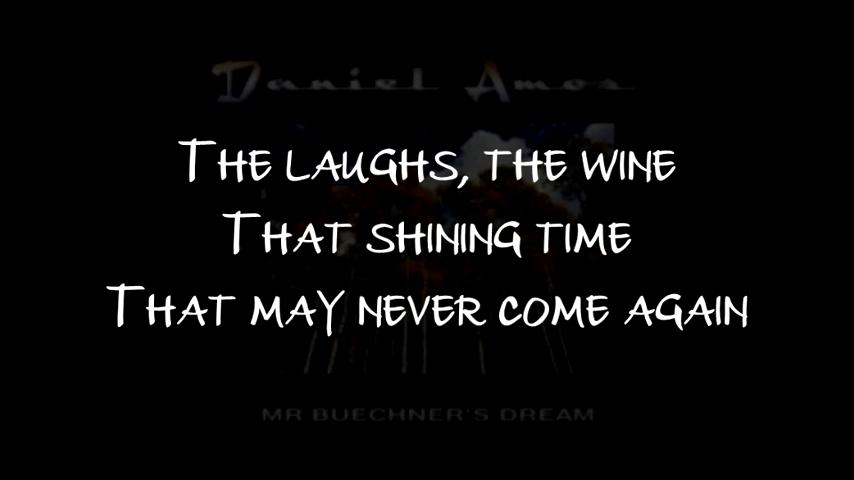 Daniel Amos
The laughs, the wine
That shining time
That may never come again
MR BUECHNER'S DREAM